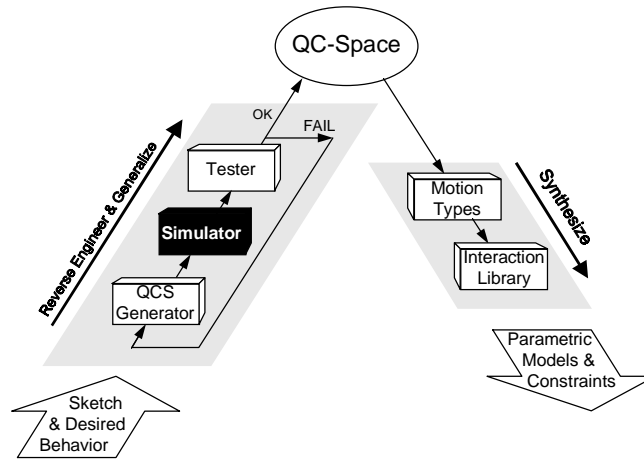 QC-Space
OK
FAIL
Tester
Simulator
QCS
Generator
Reverse Engineer & Generalize
Sketch
& Desired
Behavior
Motion
Types
Interaction
Library
Synthesize
Parametric
Models &
Constraints